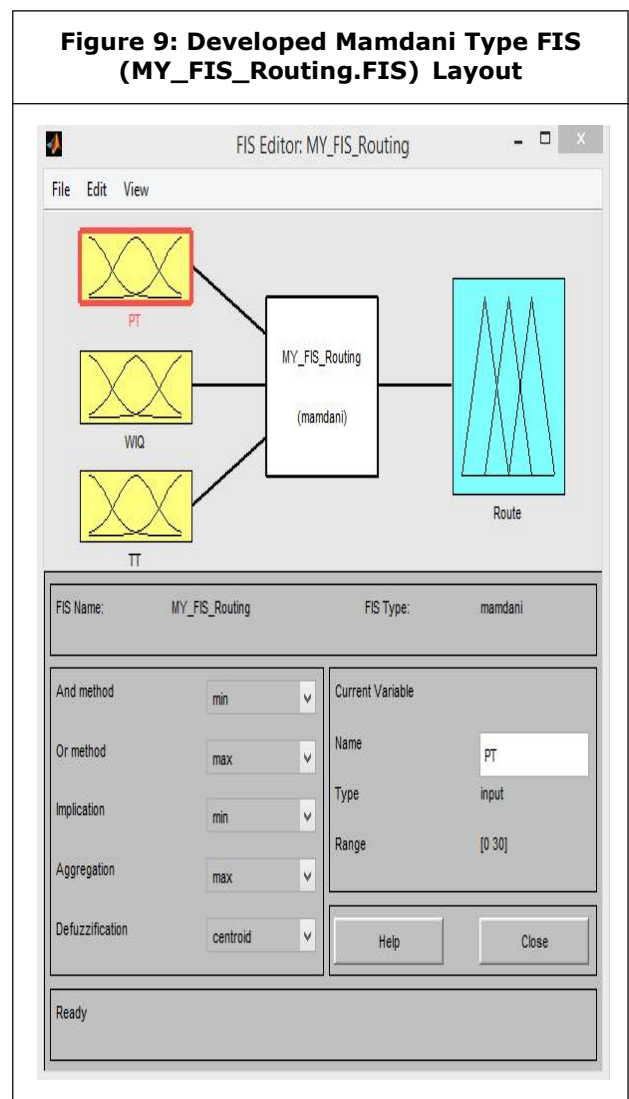 Figure 9: Developed Mamdani Type FIS
(MY_FIS_Routing.FIS) Layout
FIS Editor: MY_FIS_Routing
File Edit View
PT
WIQ
TT
MY_FIS_Routing
(mamdani)
Route
FIS Name: MY_FIS_Routing FIS Type: mamdani
And method min
Or method max
Implication min
Aggregation max
Defuzzification centroid
Current Variable
Name PT
Type input
Range [0 30]
Help Close
Ready